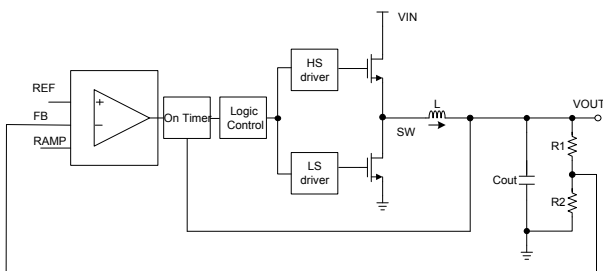 VIN
HS
driver
REF
FB
RAMP
+
−
On Timer
Logic
Control
L
SW
VOUT
R1
LS
driver
Cout
R2